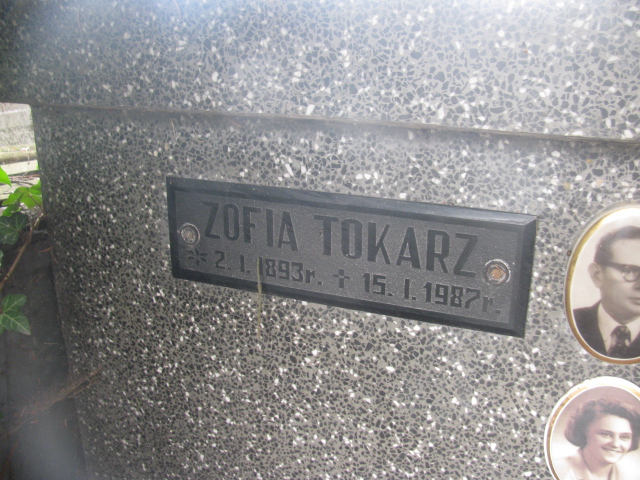 ZOFIA TOKARZ
* 2. I. 1893r. † 15. I. 1987r.